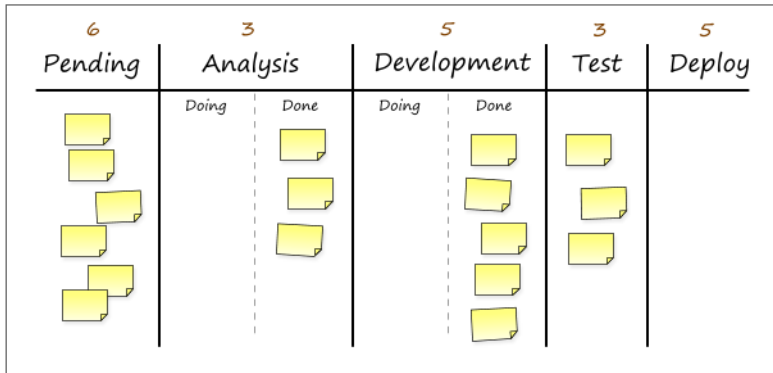 6 3 5 3 5
Pending Analysis Development Test Deploy
Doing Done Doing Done